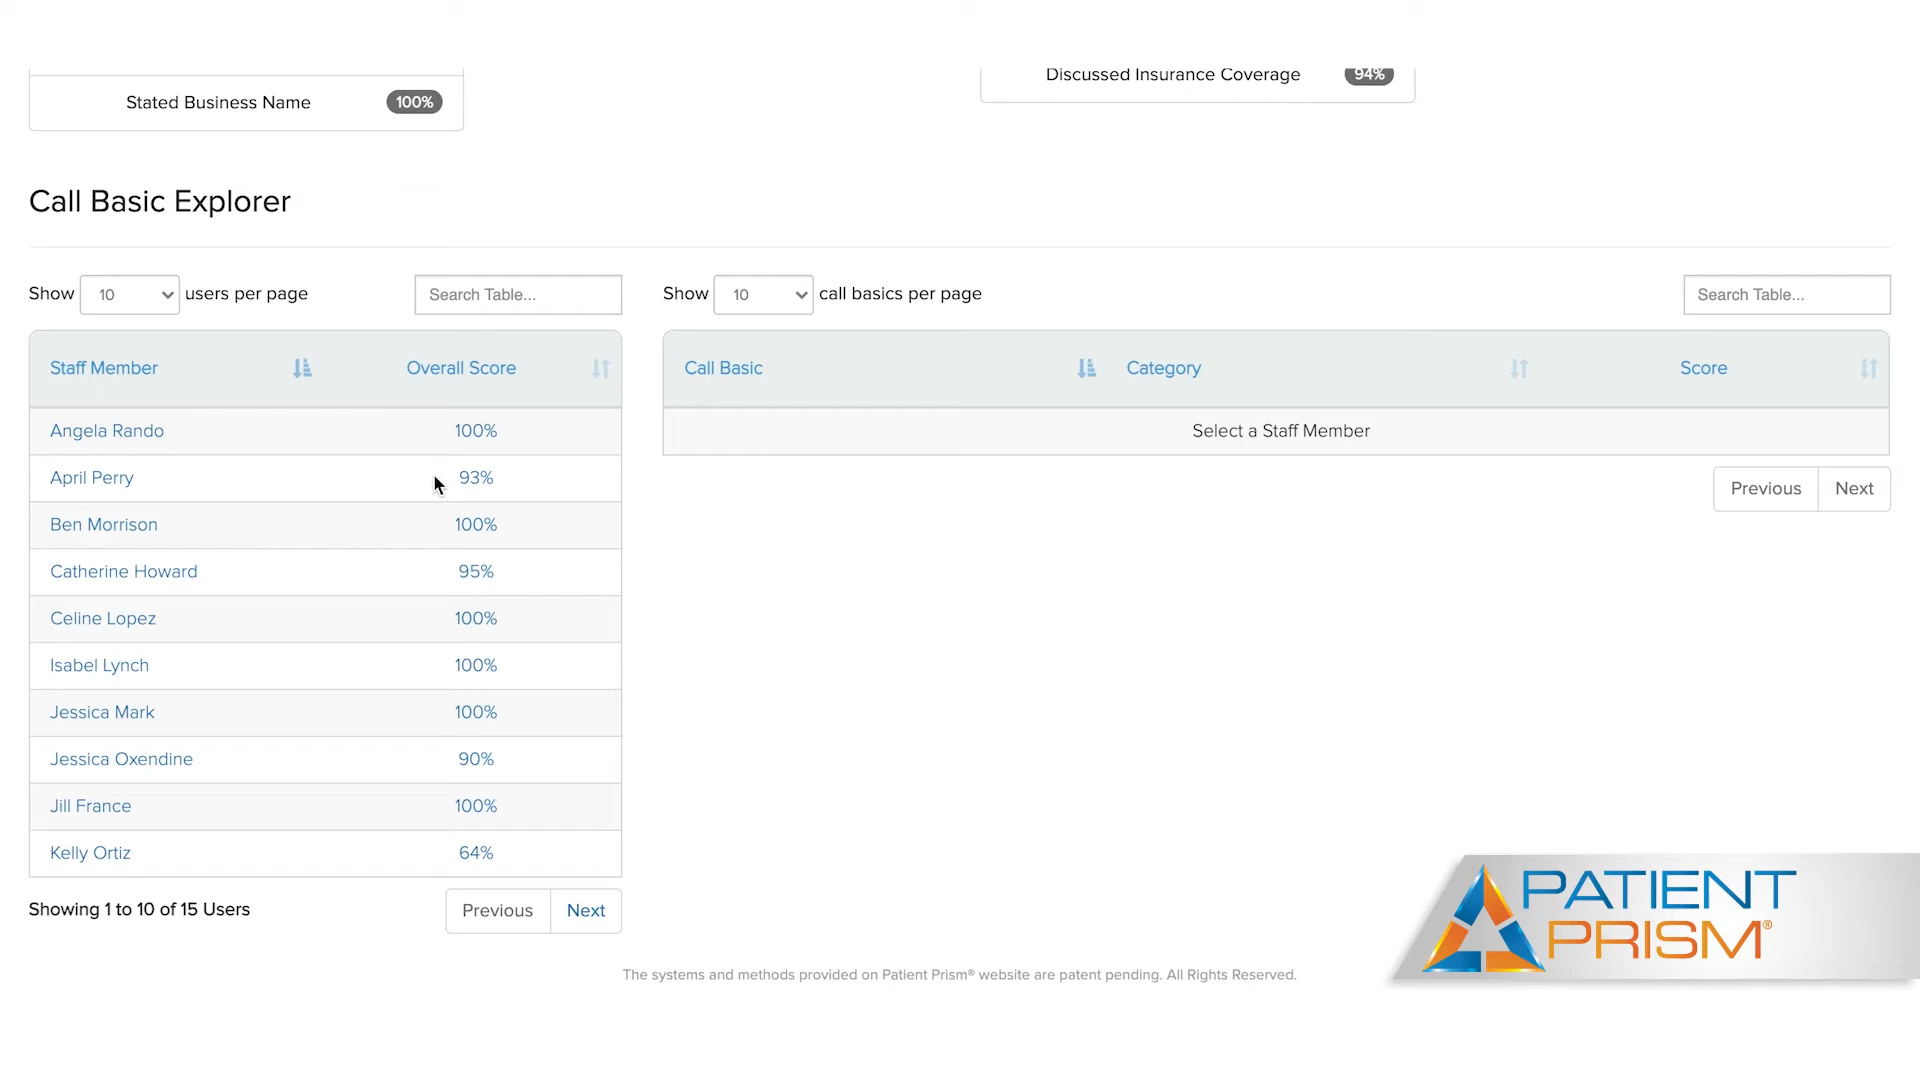 Stated Business Name 100%
Discussed Insurance Coverage 94%
Call Basic Explorer
Show 10 users per page Search Table...
Staff Member Overall Score
Angela Rando 100%
April Perry 93%
Ben Morrison 100%
Catherine Howard 95%
Celine Lopez 100%
Isabel Lynch 100%
Jessica Mark 100%
Jessica Oxendine 90%
Jill France 100%
Kelly Ortiz 64%
Showing 1 to 10 of 15 Users Previous Next
Show 10 call basics per page Search Table...
Call Basic Category Score
Select a Staff Member
Previous Next
PATIENT
PRISM®
The systems and methods provided on Patient Prism® website are patent pending. All Rights Reserved.